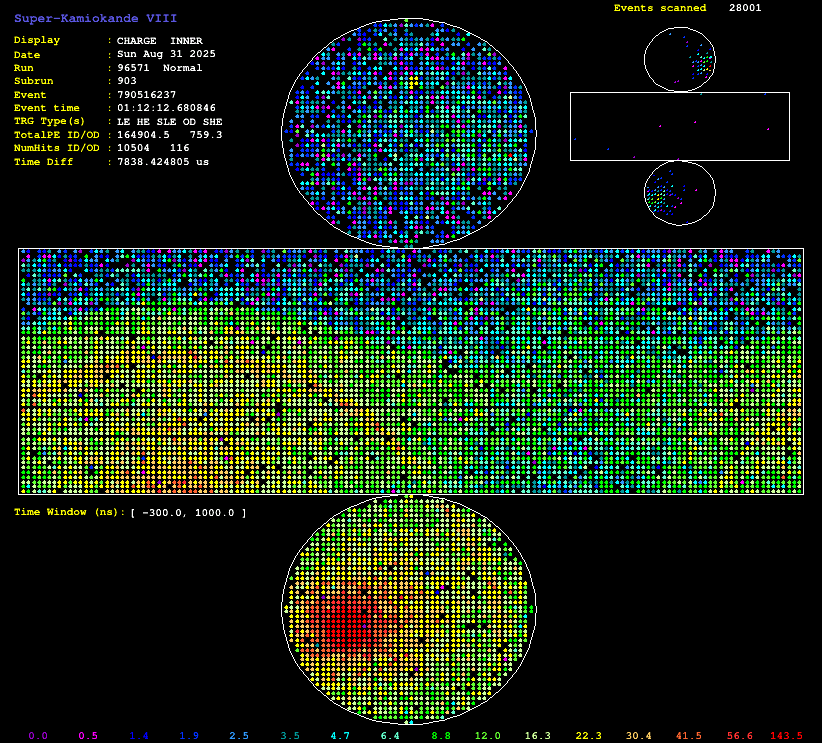 Super-Kamiokande VIII
Events scanned 28001
Display : CHARGE INNER
Date : Sun Aug 31 2025
Run : 96571 Normal
Subrun : 903
Event : 790516237
Event time : 01:12:12.680846
TRG Type(s) : LE HE SLE OD SHE
TotalPE ID/OD : 164904.5 759.3
NumHits ID/OD : 10504 116
Time Diff : 7838.424805 us
Time Window (ns): [ -300.0, 1000.0 ]
0.0 0.5 1.4 1.9 2.5 3.5 4.7 6.4 8.8 12.0 16.3 22.3 30.4 41.5 56.6 143.5